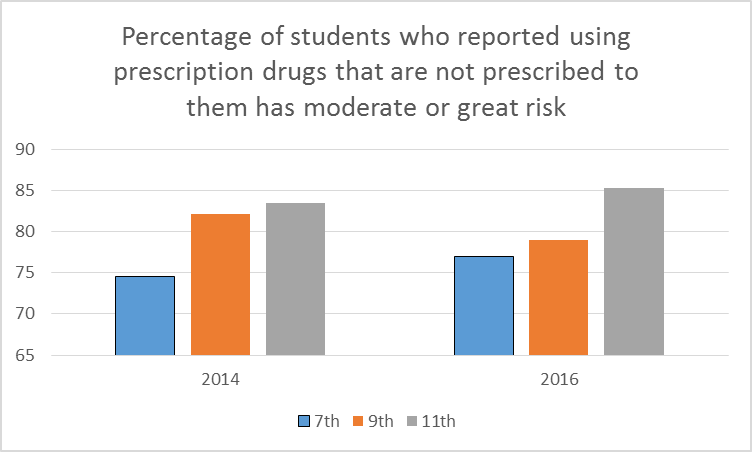 Percentage of students who reported using
prescription drugs that are not prescribed to
them has moderate or great risk
90
85
80
75
70
65
2014 2016
7th 9th 11th